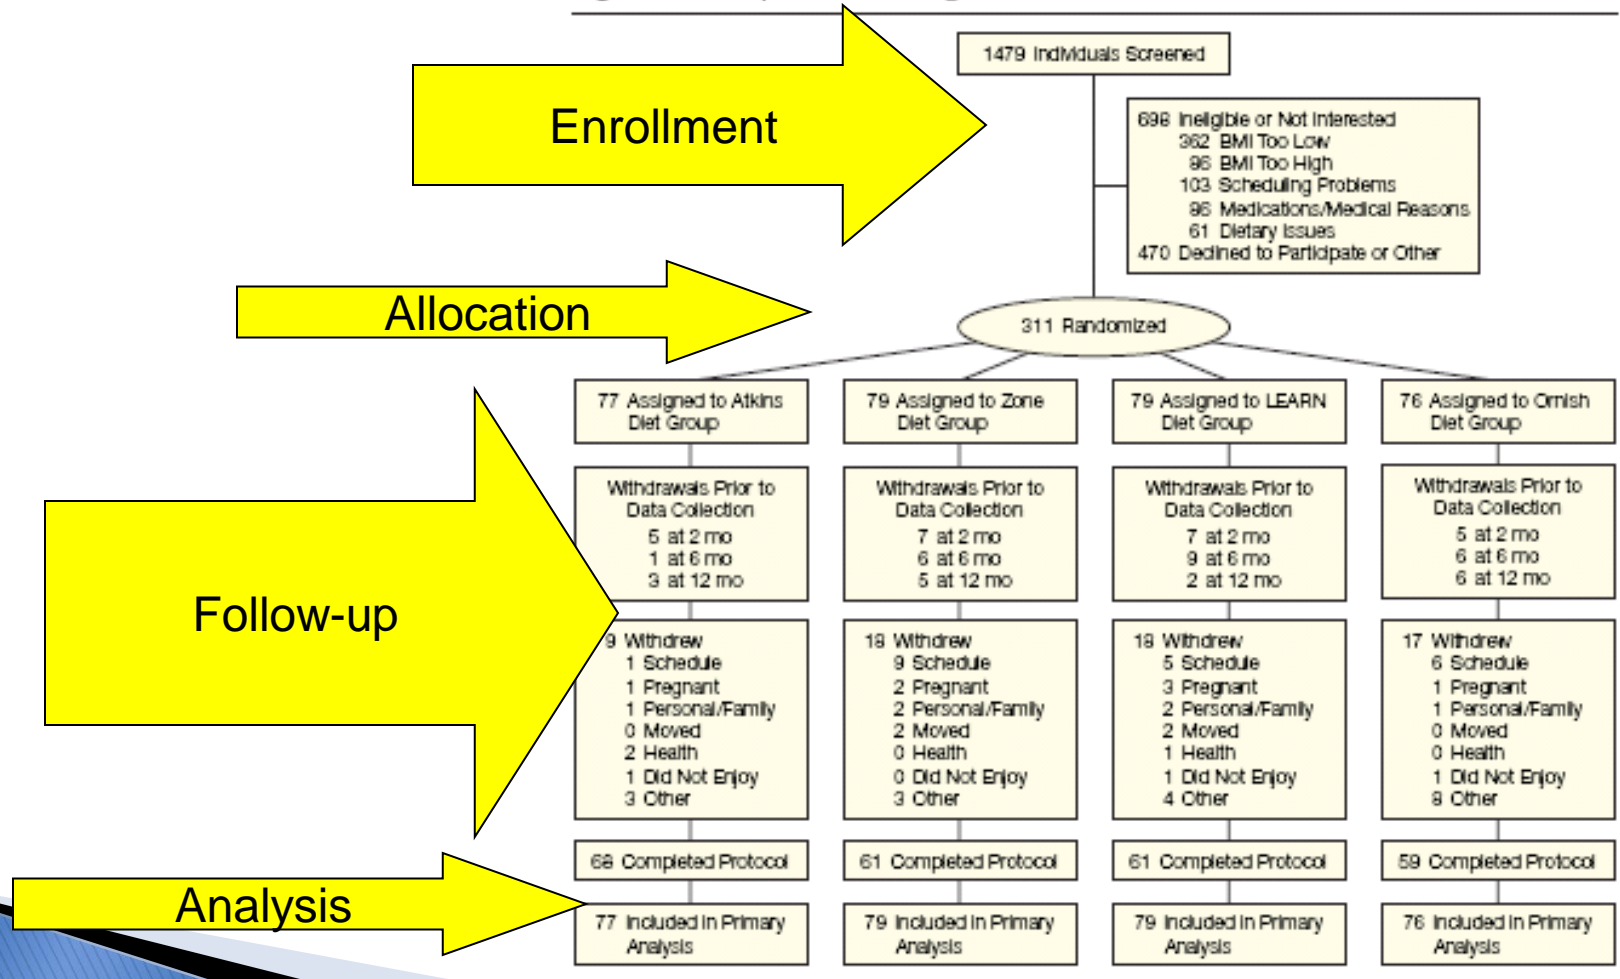 Enrollment
1479 Individuals Screened
698 Ineligible or Not Interested
362 BMI Too Low
86 BMI Too High
103 Scheduling Problems
86 Medications/Medical Reasons
61 Dietary Issues
470 Declined to Participate or Other
Allocation
311 Randomized
77 Assigned to Atkins
Diet Group
79 Assigned to Zone
Diet Group
79 Assigned to LEARN
Diet Group
76 Assigned to Ornish
Diet Group
Follow-up
Withdrawals Prior to
Data Collection
5 at 2 mo
1 at 6 mo
3 at 12 mo
Withdrawals Prior to
Data Collection
7 at 2 mo
6 at 6 mo
5 at 12 mo
Withdrawals Prior to
Data Collection
7 at 2 mo
9 at 6 mo
2 at 12 mo
Withdrawals Prior to
Data Collection
5 at 2 mo
6 at 6 mo
6 at 12 mo
9 Withdrew
1 Schedule
1 Pregnant
1 Personal/Family
0 Moved
2 Health
1 Did Not Enjoy
3 Other
18 Withdrew
9 Schedule
2 Pregnant
2 Personal/Family
2 Moved
0 Health
0 Did Not Enjoy
3 Other
18 Withdrew
5 Schedule
3 Pregnant
2 Personal/Family
2 Moved
1 Health
1 Did Not Enjoy
4 Other
17 Withdrew
6 Schedule
1 Pregnant
1 Personal/Family
0 Moved
0 Health
1 Did Not Enjoy
8 Other
68 Completed Protocol
61 Completed Protocol
61 Completed Protocol
59 Completed Protocol
Analysis
77 Included in Primary
Analysis
79 Included in Primary
Analysis
79 Included in Primary
Analysis
76 Included in Primary
Analysis